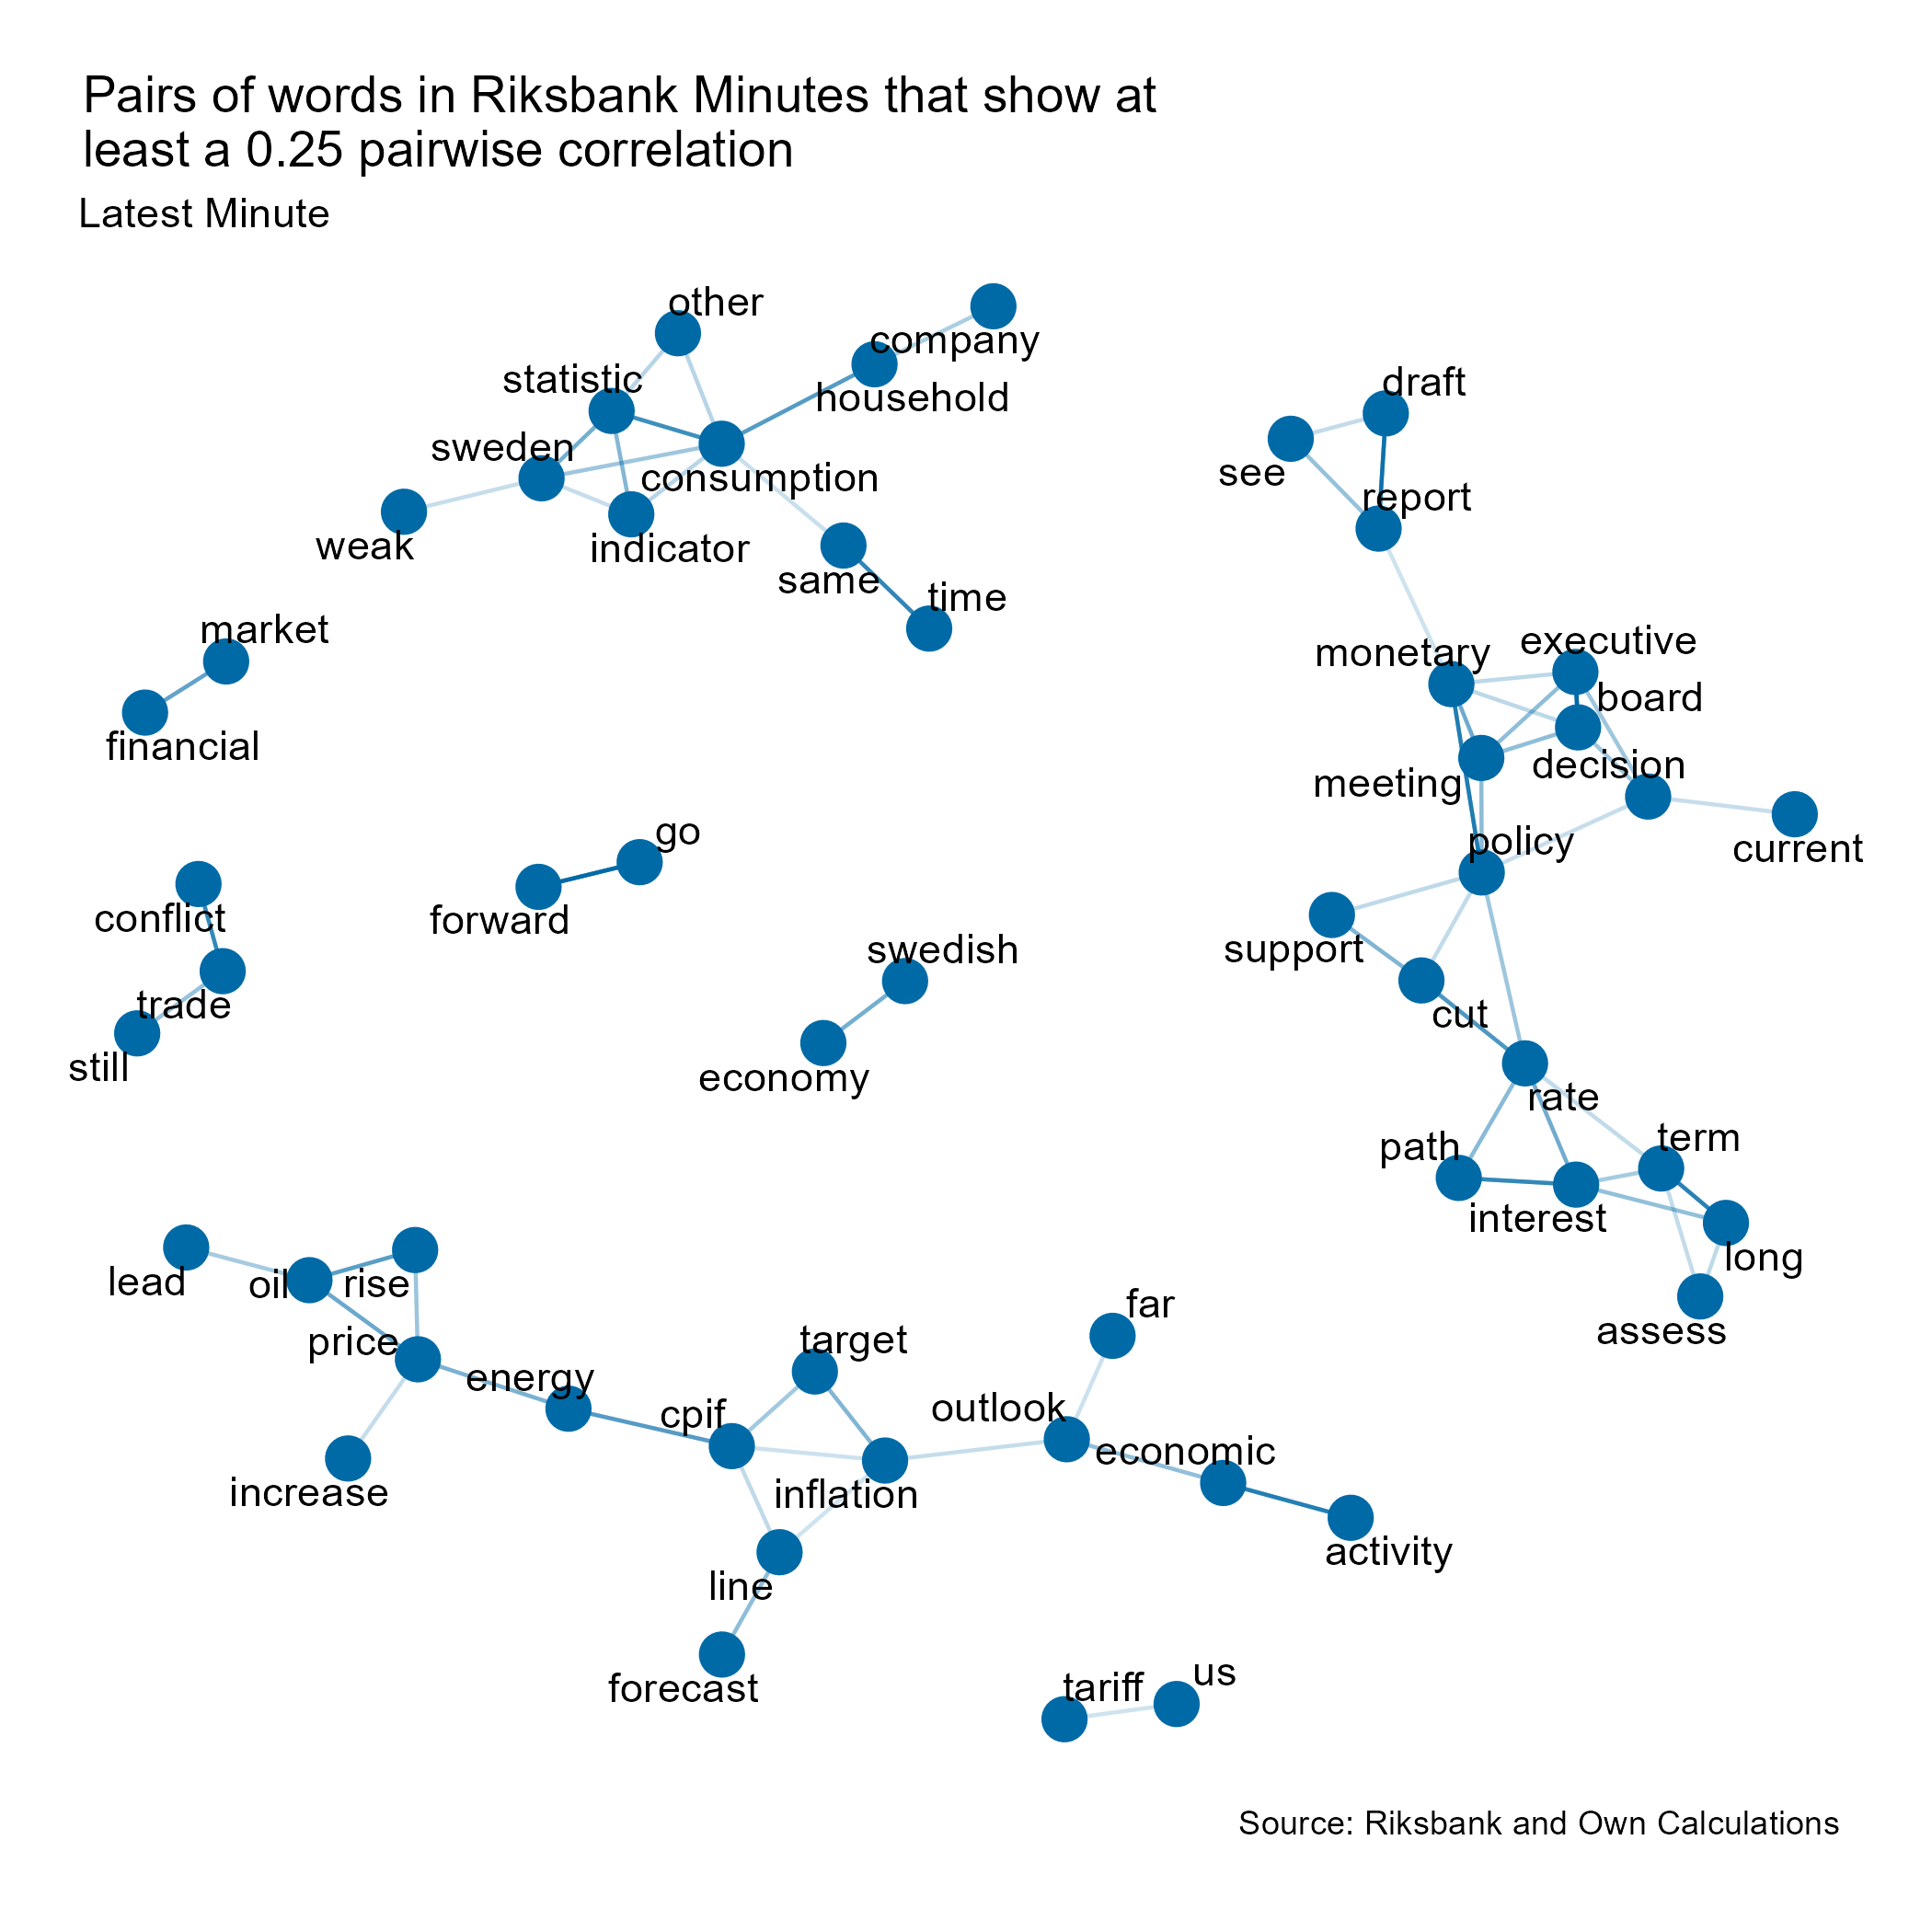 Pairs of words in Riksbank Minutes that show at
least a 0.25 pairwise correlation
Latest Minute
other
company
statistic
household
draft
sweden
consumption
see
report
weak
indicator
same
time
market
monetary
executive
board
financial
meeting
decision
go
policy
current
conflict
forward
swedish
support
trade
cut
still
economy
rate
path
term
interest
lead
oil
rise
long
far
price
target
assess
energy
cpif
outlook
economic
increase
inflation
activity
line
forecast
tariff
us
Source: Riksbank and Own Calculations